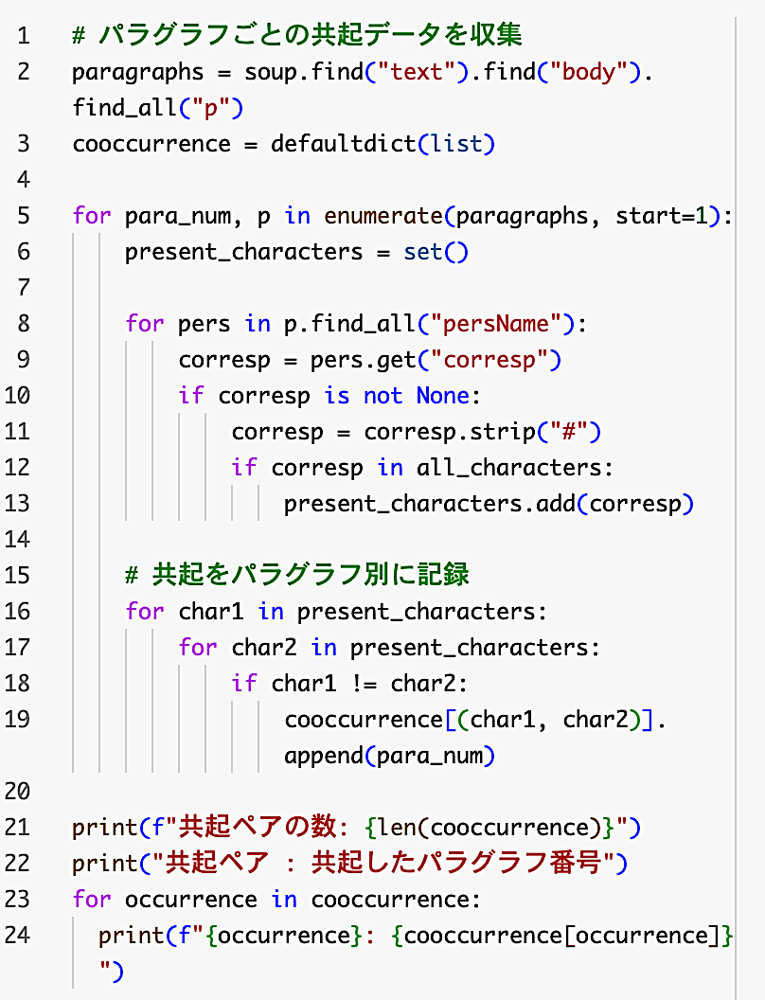 1 # パラグラフごとの共起データを収集
2 paragraphs = soup.find("text").find("body").
find_all("p")
3 cooccurrence = defaultdict(list)
4
5 for para_num, p in enumerate(paragraphs, start=1):
6 present_characters = set()
7
8 for pers in p.find_all("persName"):
9 corresp = pers.get("corresp")
10 if corresp is not None:
11 corresp = corresp.strip("#")
12 if corresp in all_characters:
13 present_characters.add(corresp)
14
15 # 共起をパラグラフ別に記録
16 for char1 in present_characters:
17 for char2 in present_characters:
18 if char1 != char2:
19 cooccurrence[(char1, char2)].
append(para_num)
20
21 print(f"共起ペアの数: {len(cooccurrence)}")
22 print("共起ペア : 共起したパラグラフ番号")
23 for occurrence in cooccurrence:
24 print(f"{occurrence}: {cooccurrence[occurrence]}
")